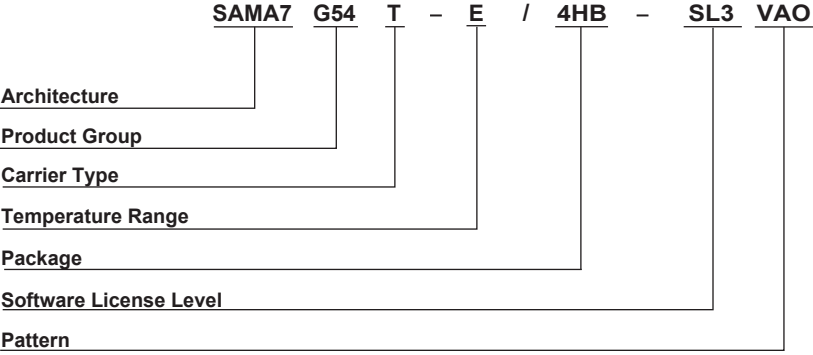 SAMA7 G54 T – E / 4HB – SL3 VAO
Architecture
Product Group
Carrier Type
Temperature Range
Package
Software License Level
Pattern